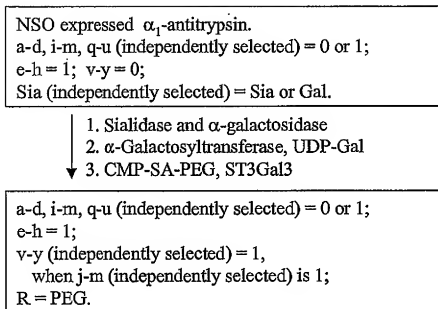 NSO expressed α₁-antitrypsin.
a-d, i-m, q-u (independently selected) = 0 or 1;
e-h = 1; v-y = 0;
Sia (independently selected) = Sia or Gal.
1. Sialidase and α-galactosidase
2. α-Galactosyltransferase, UDP-Gal
3. CMP-SA-PEG, ST3Gal3
a-d, i-m, q-u (independently selected) = 0 or 1;
e-h = 1;
v-y (independently selected) = 1,
when j-m (independently selected) is 1;
R = PEG.